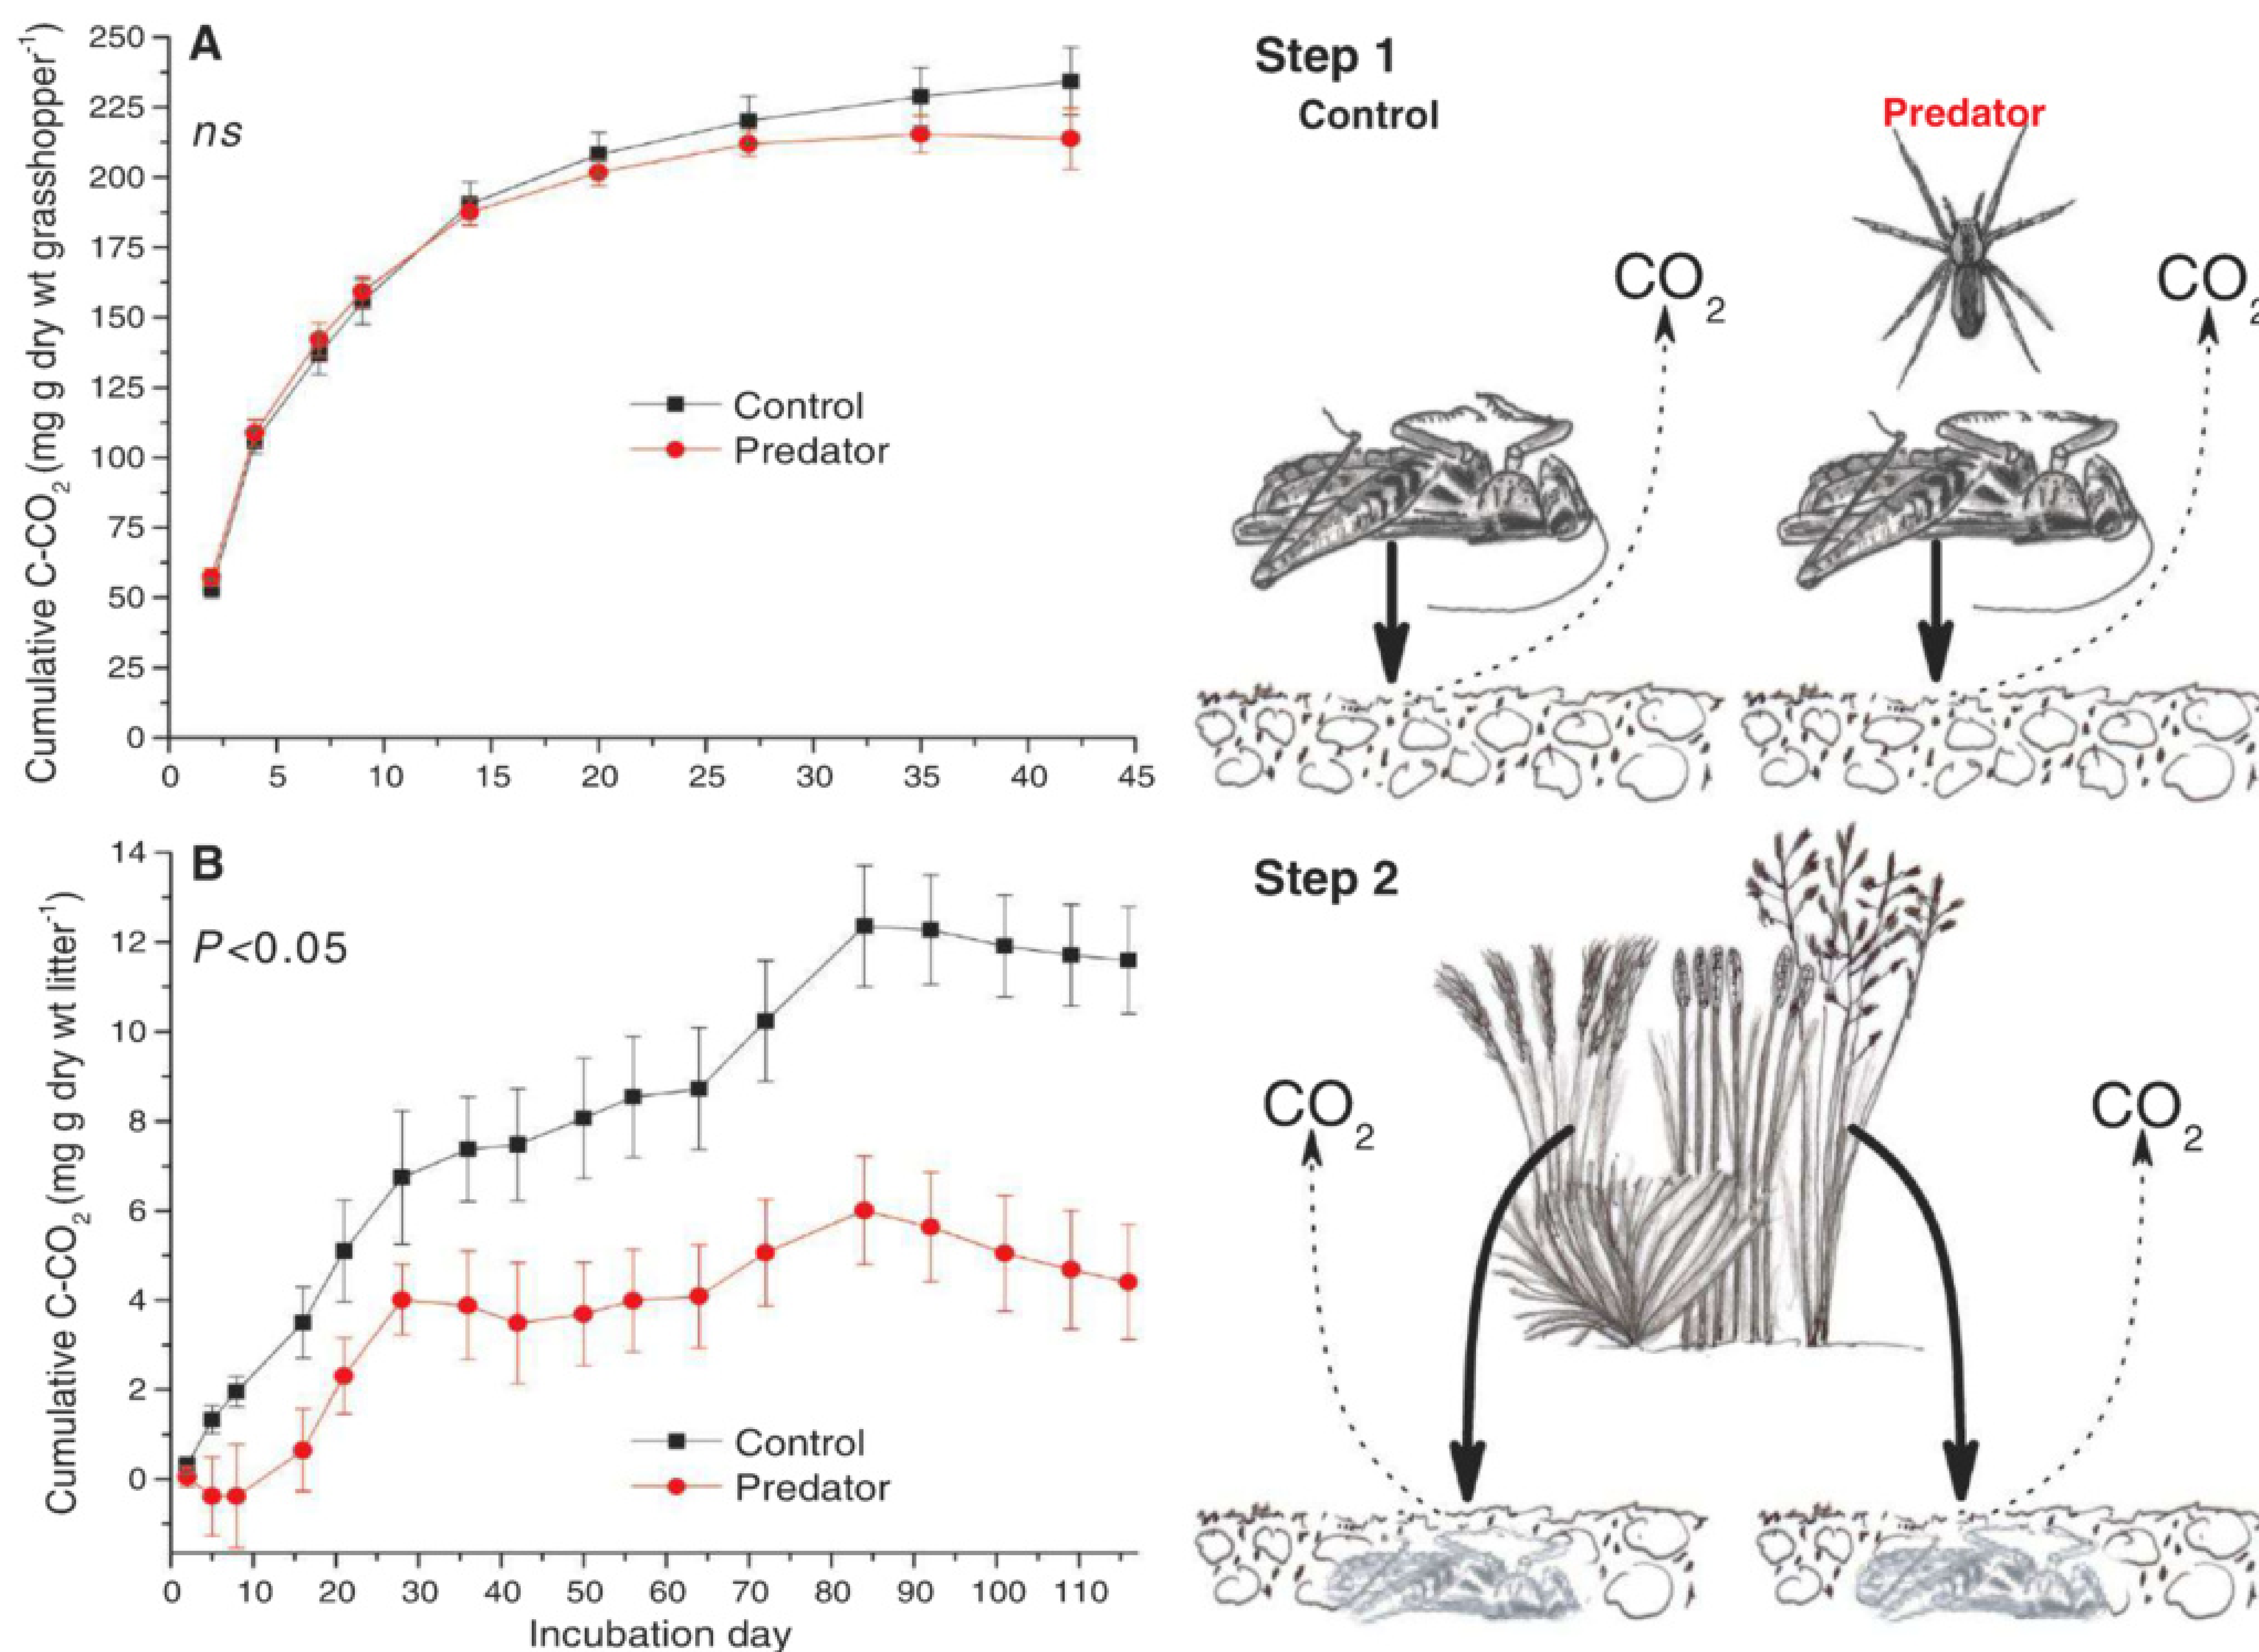 A
ns
Cumulative C-CO2 (mg g dry wt grasshopper-1)
250
225
200
175
150
125
100
75
50
25
0
Control
Predator
0 5 10 15 20 25 30 35 40 45
Step 1
Control
Predator
CO2
CO2
B
P<0.05
Cumulative C-CO2 (mg g dry wt litter-1)
14
12
10
8
6
4
2
0
Control
Predator
0 10 20 30 40 50 60 70 80 90 100 110
Incubation day
Step 2
CO2
CO2